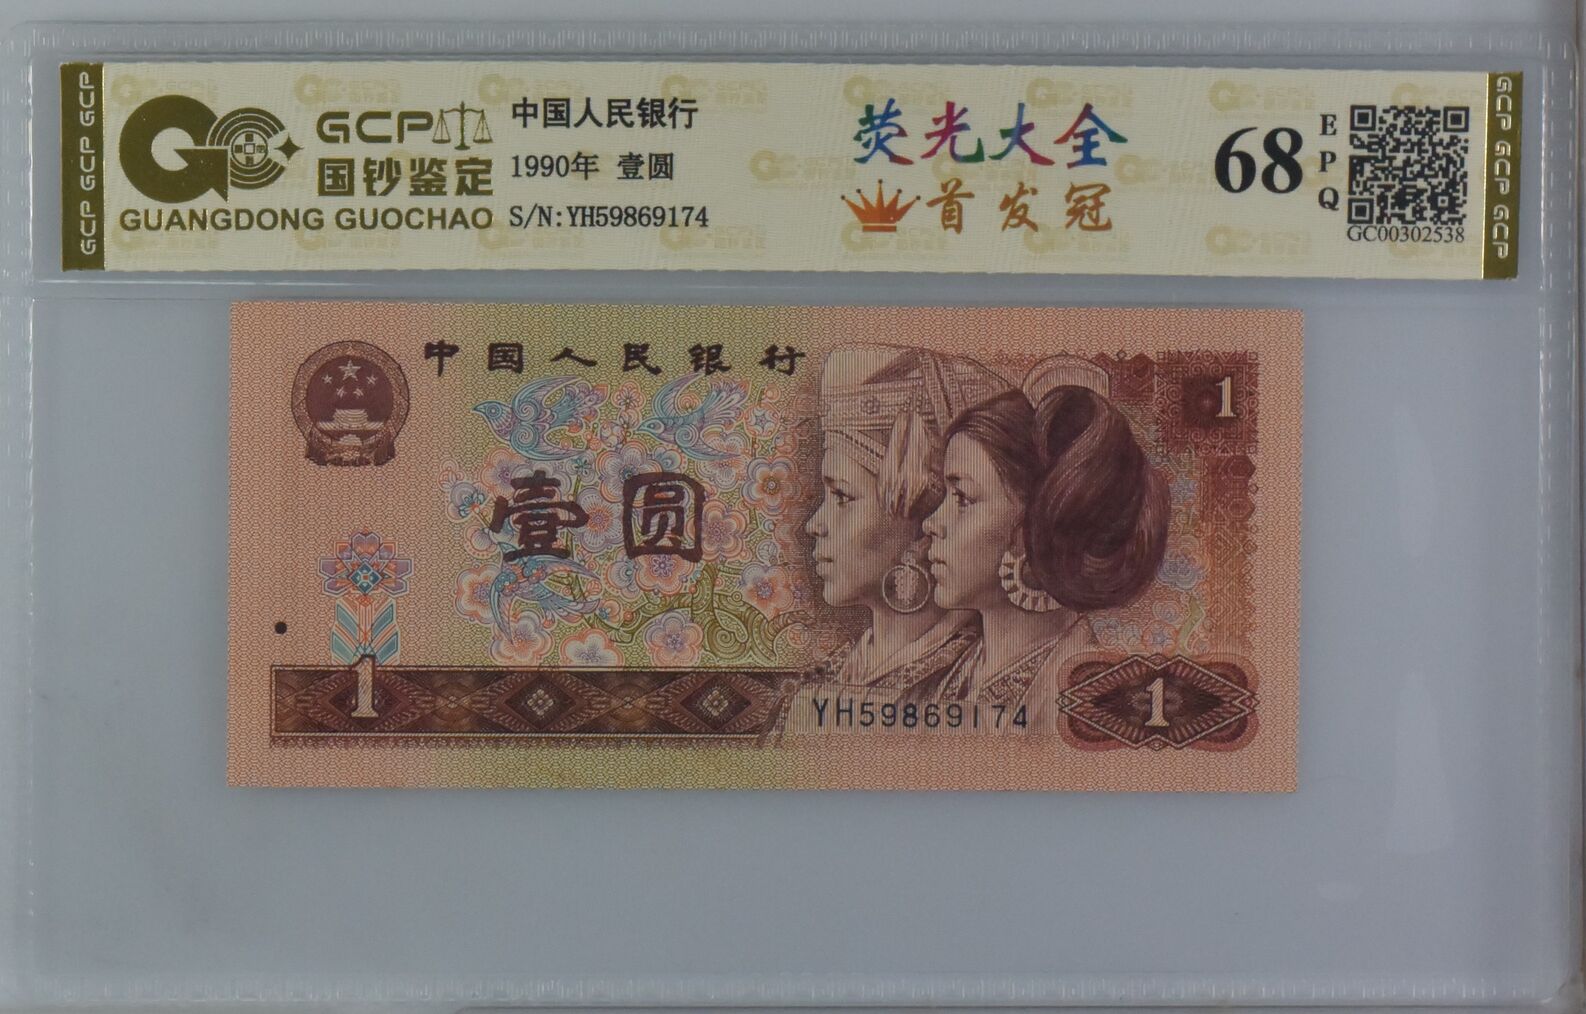 GCP GCP GCP
GCP
国钞鉴定
GUANGDONG GUOCHAO
中国人民银行
1990年 壹圆
S/N:YH59869174
荧光大全
首发冠
68
EPQ
GC00302538
GCP GCP GCP
中国人民银行
1
壹圆
1
YH59869174
1